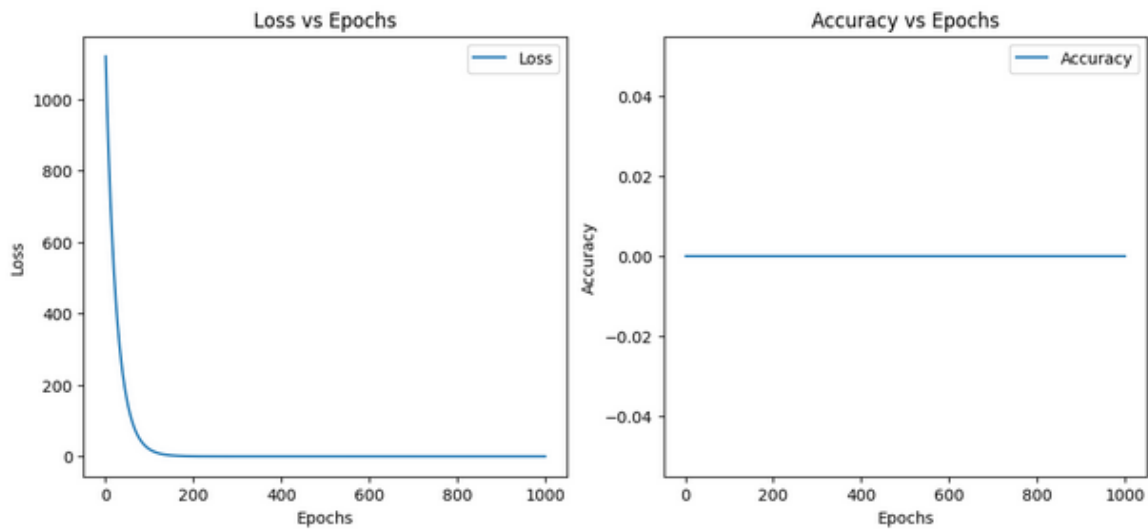 Loss vs Epochs
Loss
1000
800
600
400
200
0
Loss
0 200 400 600 800 1000
Epochs
Accuracy vs Epochs
Accuracy
0.04
0.02
0.00
−0.02
−0.04
Accuracy
0 200 400 600 800 1000
Epochs